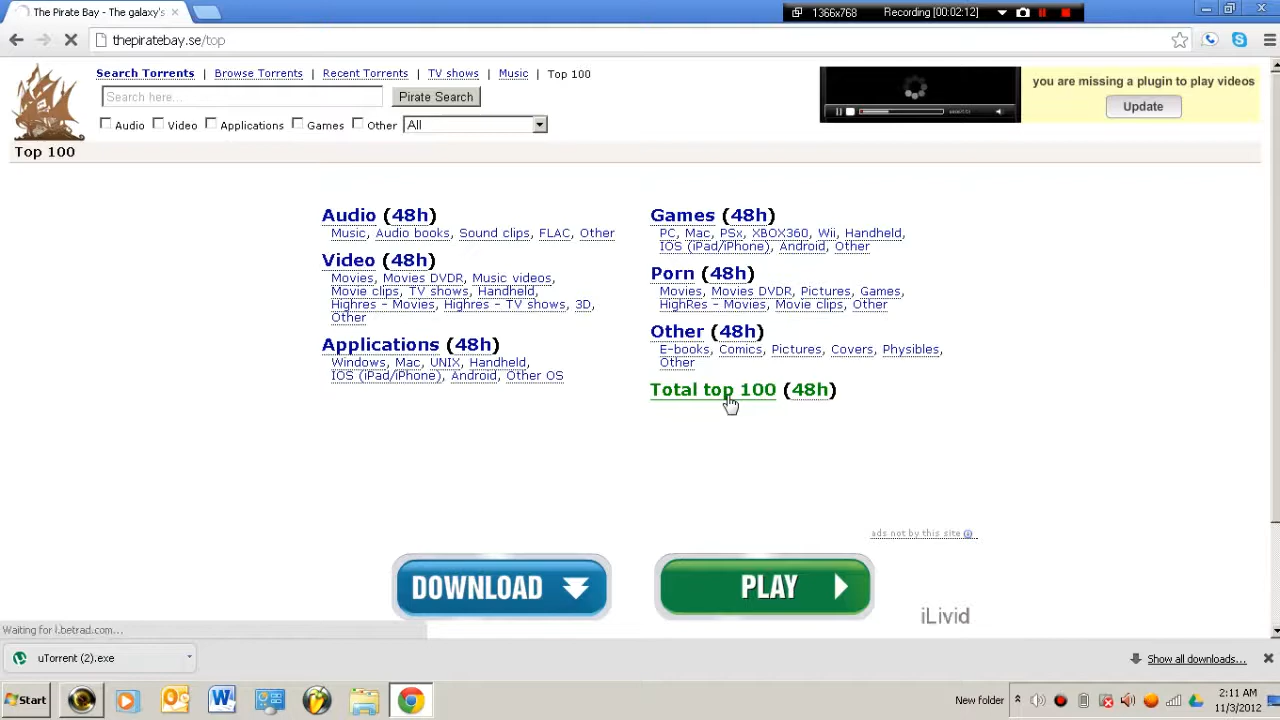 The Pirate Bay - The galaxy's
1366x768
Recording [00:02:12]
thepiratebay.se/top
Search Torrents | Browse Torrents | Recent Torrents | TV shows | Music | Top 100
Search here...
Pirate Search
Audio Video Applications Games Other All
you are missing a plugin to play videos
Update
Top 100
Audio (48h)
Music, Audio books, Sound clips, FLAC, Other
Video (48h)
Movies, Movies DVDR, Music videos,
Movie clips, TV shows, Handheld,
Highres - Movies, Highres - TV shows, 3D,
Other
Applications (48h)
Windows, Mac, UNIX, Handheld,
IOS (iPad/iPhone), Android, Other OS
Games (48h)
PC, Mac, PSx, XBOX360, Wii, Handheld,
IOS (iPad/iPhone), Android, Other
Porn (48h)
Movies, Movies DVDR, Pictures, Games,
HighRes - Movies, Movie clips, Other
Other (48h)
E-books, Comics, Pictures, Covers, Physibles,
Other
Total top 100 (48h)
ads not by this site
DOWNLOAD
PLAY
iLivid
Waiting for l.betrad.com...
uTorrent (2).exe
Show all downloads...
Start
New folder
2:11 AM
11/3/2012